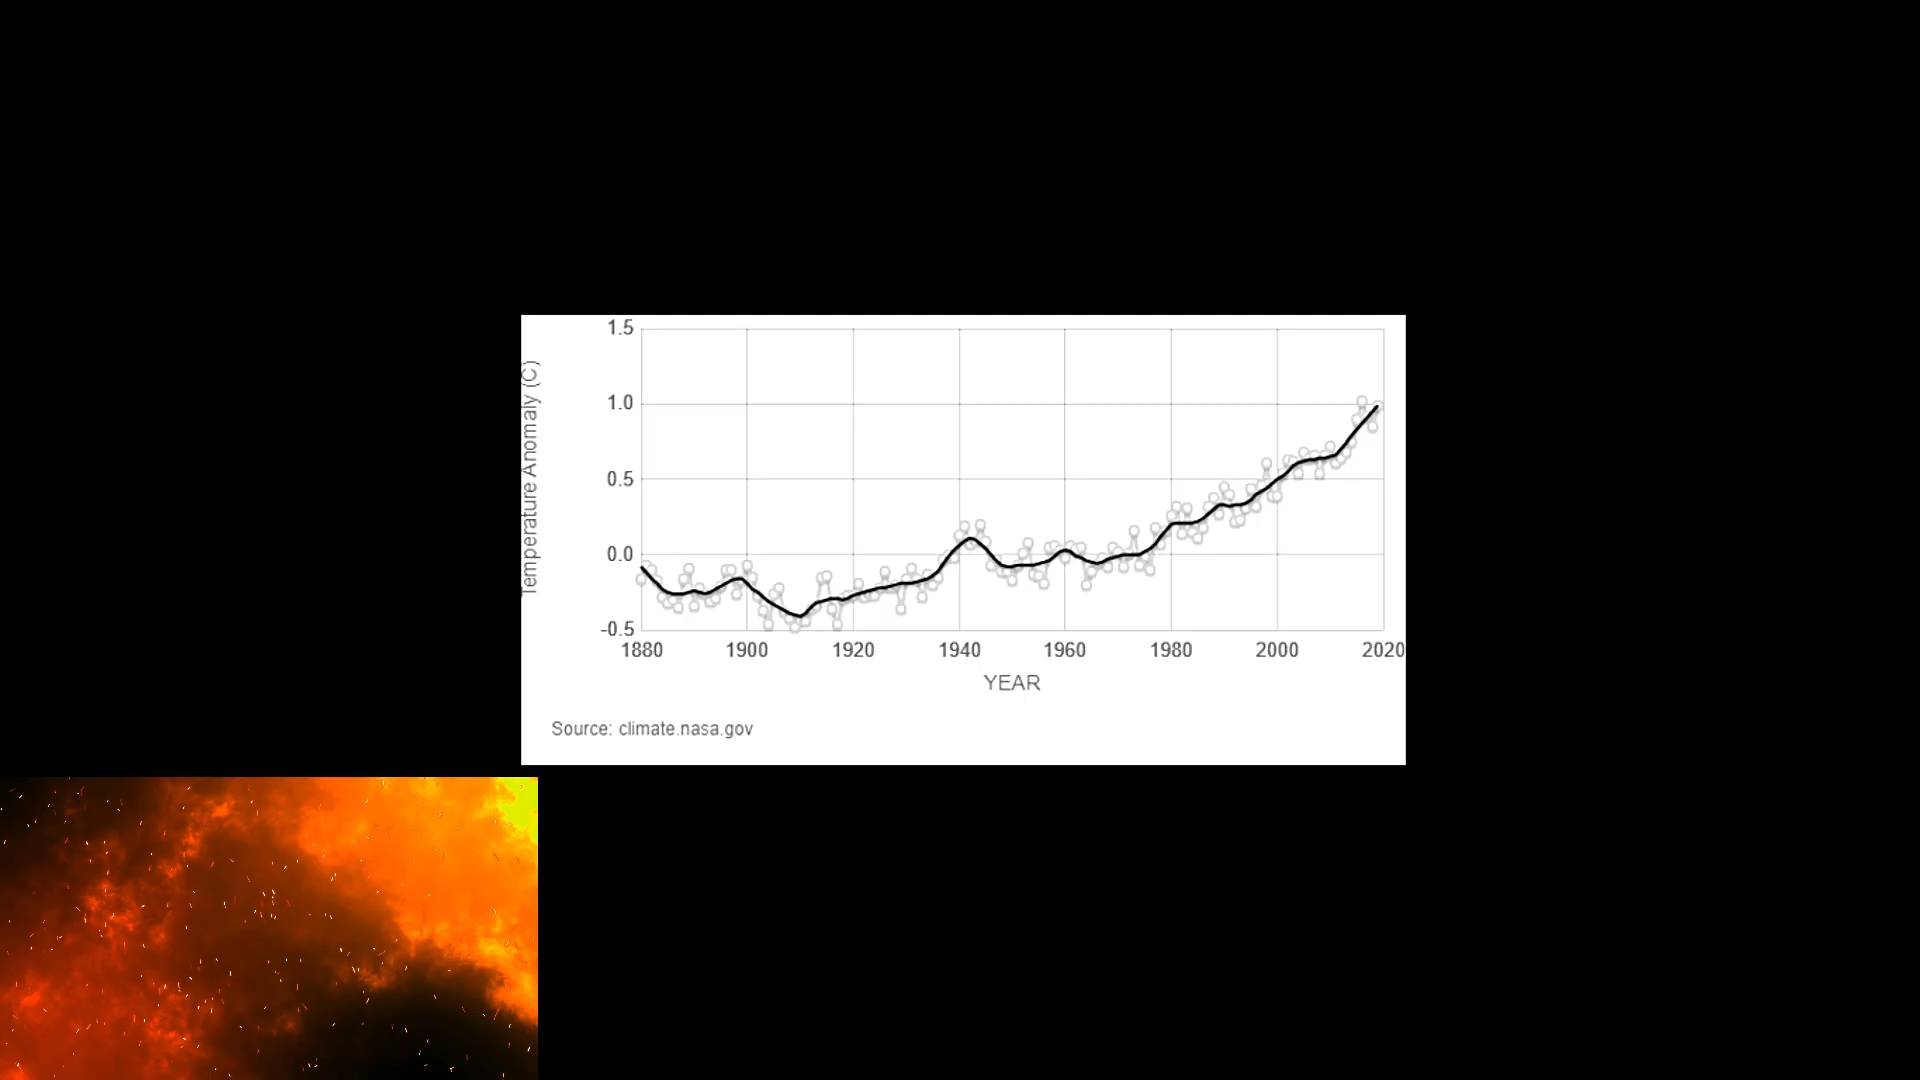 1.5
1.0
0.5
0.0
-0.5
Temperature Anomaly (C)
1880 1900 1920 1940 1960 1980 2000 2020
YEAR
Source: climate.nasa.gov